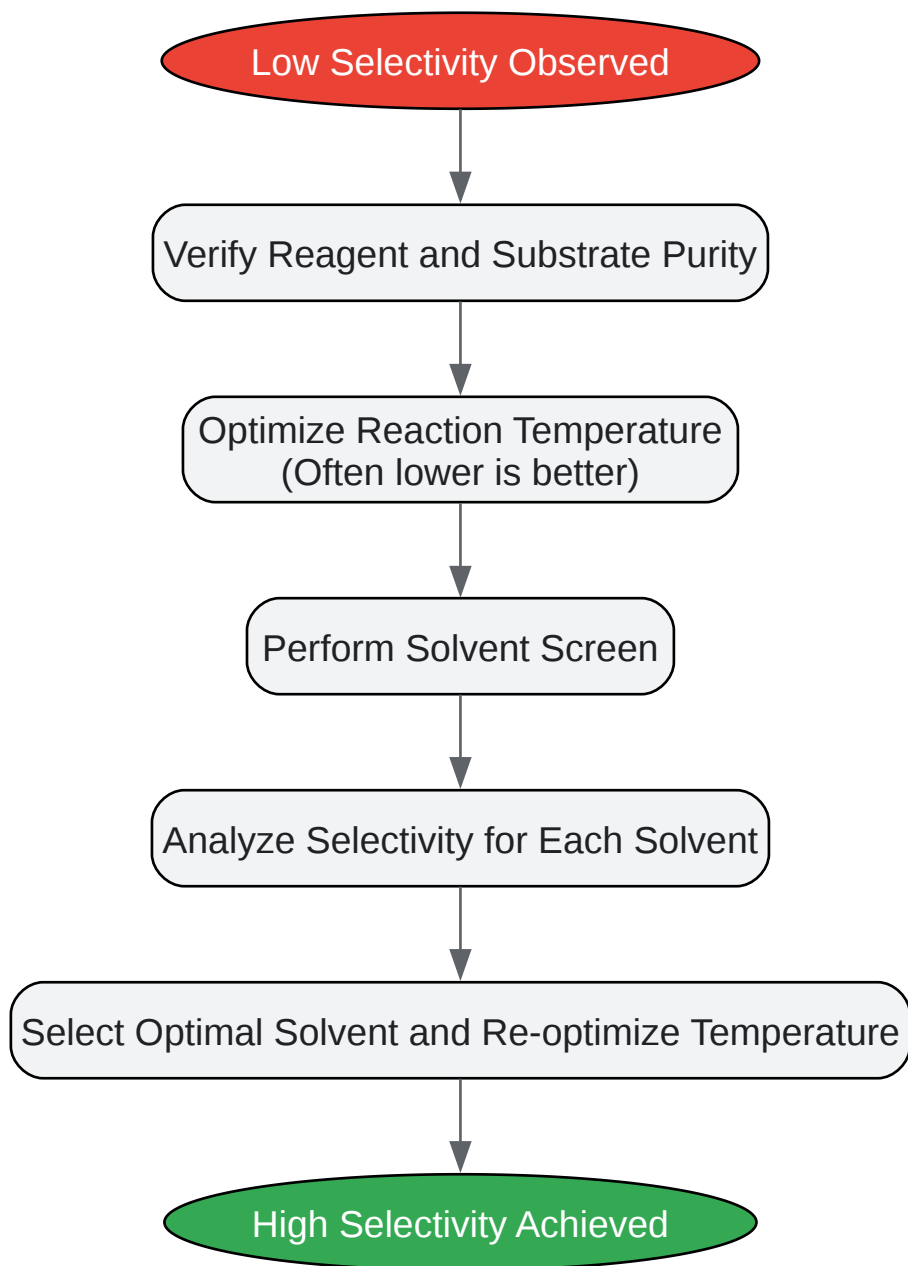 Low Selectivity Observed
Verify Reagent and Substrate Purity
Optimize Reaction Temperature
(Often lower is better)
Perform Solvent Screen
Analyze Selectivity for Each Solvent
Select Optimal Solvent and Re-optimize Temperature
High Selectivity Achieved